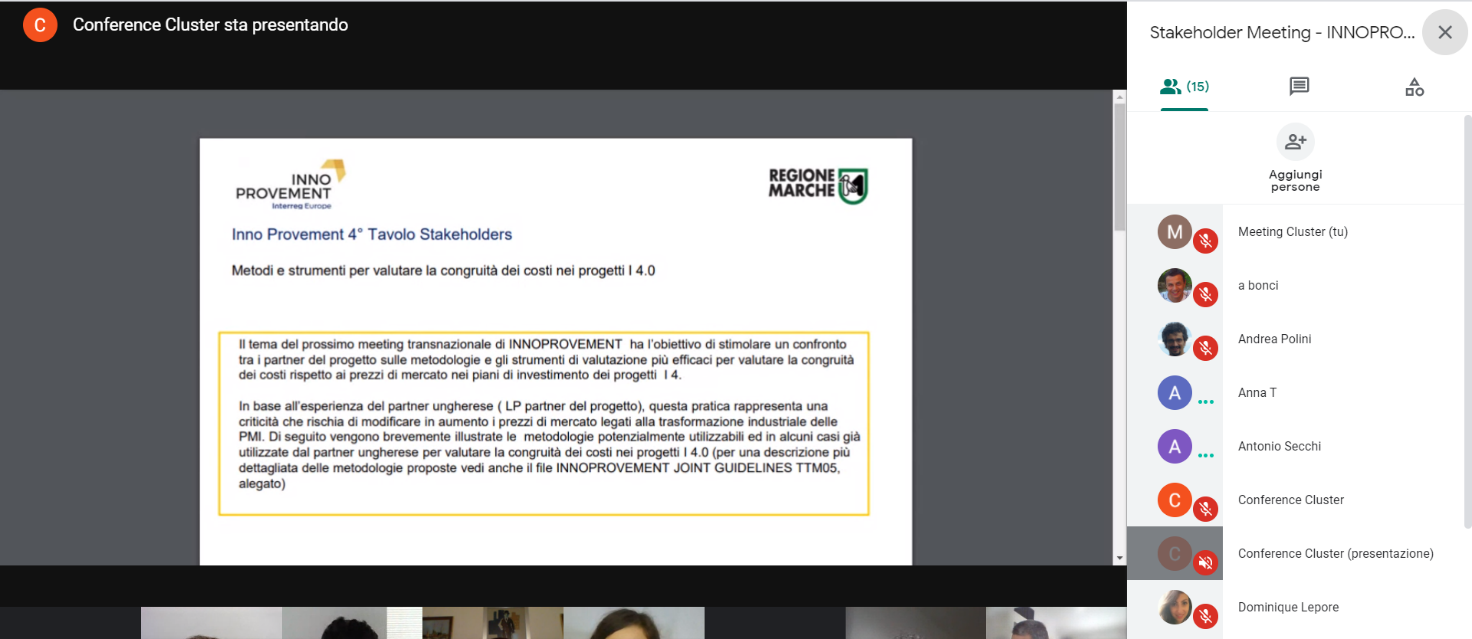 C
Conference Cluster sta presentando
INNO
PROVEMENT
Interreg Europe
REGIONE
MARCHE
Inno Provement 4° Tavolo Stakeholders
Metodi e strumenti per valutare la congruità dei costi nei progetti I 4.0
Il tema del prossimo meeting transnazionale di INNOPROVEMENT ha l'obiettivo di stimolare un confronto
tra i partner del progetto sulle metodologie e gli strumenti di valutazione più efficaci per valutare la congruità
dei costi rispetto ai prezzi di mercato nei piani di investimento dei progetti I 4.
In base all'esperienza del partner ungherese ( LP partner del progetto), questa pratica rappresenta una
criticità che rischia di modificare in aumento i prezzi di mercato legati alla trasformazione industriale delle
PMI. Di seguito vengono brevemente illustrate le metodologie potenzialmente utilizzabili ed in alcuni casi già
utilizzate dal partner ungherese per valutare la congruità dei costi nei progetti I 4.0 (per una descrizione più
dettagliata delle metodologie proposte vedi anche il file INNOPROVEMENT JOINT GUIDELINES TTM05,
alegato)
Stakeholder Meeting - INNOPRO...
(15)
Aggiungi
persone
M
Meeting Cluster (tu)
a bonci
Andrea Polini
A
Anna T
A
Antonio Secchi
C
Conference Cluster
C
Conference Cluster (presentazione)
Dominique Lepore